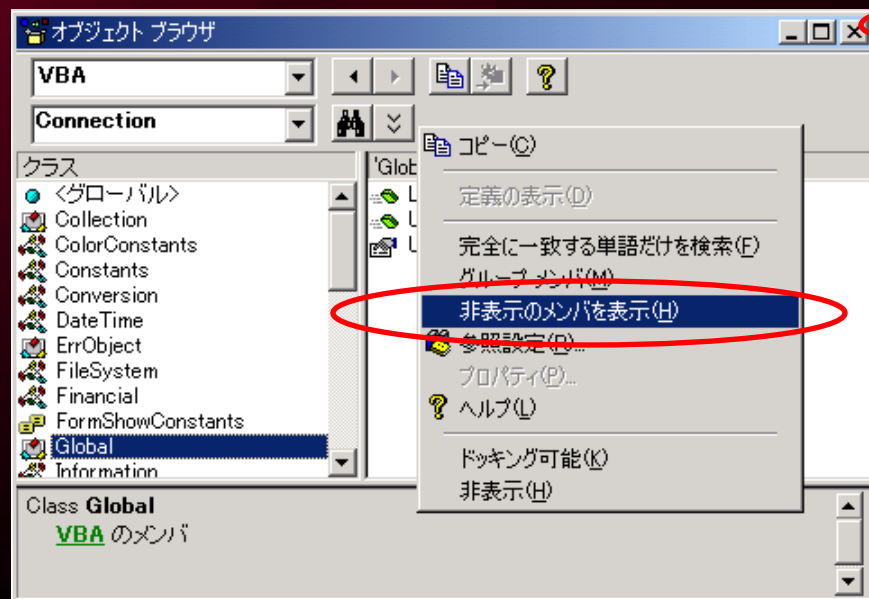 オブジェクト ブラウザ
VBA
Connection
クラス
'Glob
<グローバル>
Collection
ColorConstants
Constants
Conversion
DateTime
ErrObject
FileSystem
Financial
FormShowConstants
Global
Information
L
L
L
コピー(C)
定義の表示(D)
完全に一致する単語だけを検索(F)
グループ メンバ(M)
非表示のメンバを表示(H)
参照設定(R)...
プロパティ(P)...
ヘルプ(L)
ドッキング可能(K)
非表示(H)
Class Global
VBA のメンバ